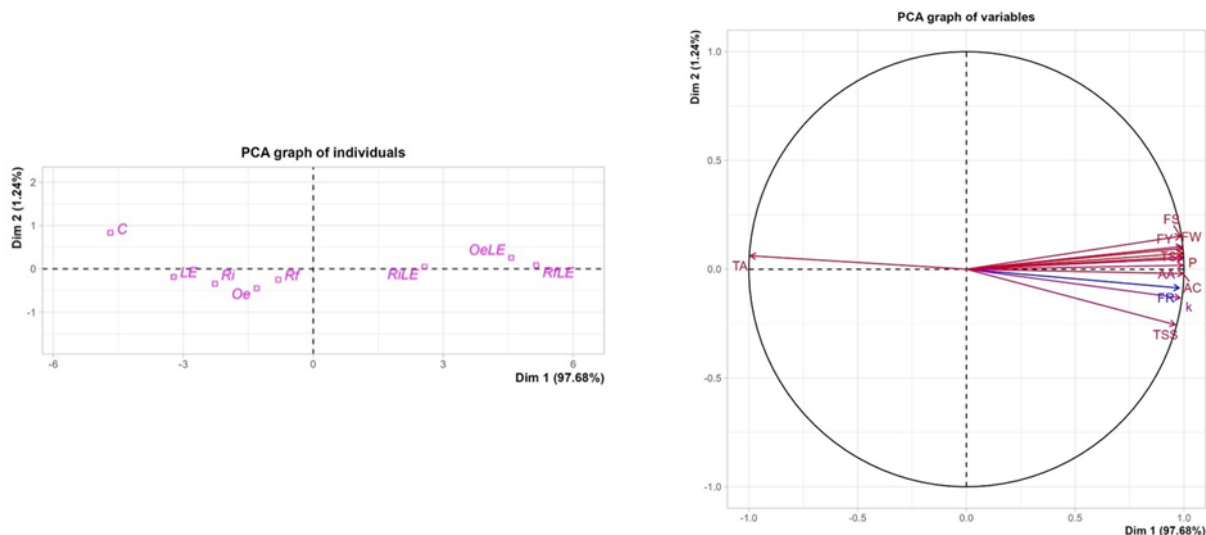 PCA graph of individuals
Dim 2 (1.24%)
2
1
0
-1
C
LE
Ri
Oe
Rf
RiLE
OeLE
RfLE
-6
-3
0
3
6
Dim 1 (97.68%)
PCA graph of variables
Dim 2 (1.24%)
1.0
0.5
0.0
-0.5
-1.0
TA
FS
FY
FW
TS
P
AA
AC
FR
k
TSS
-1.0
-0.5
0.0
0.5
1.0
Dim 1 (97.68%)